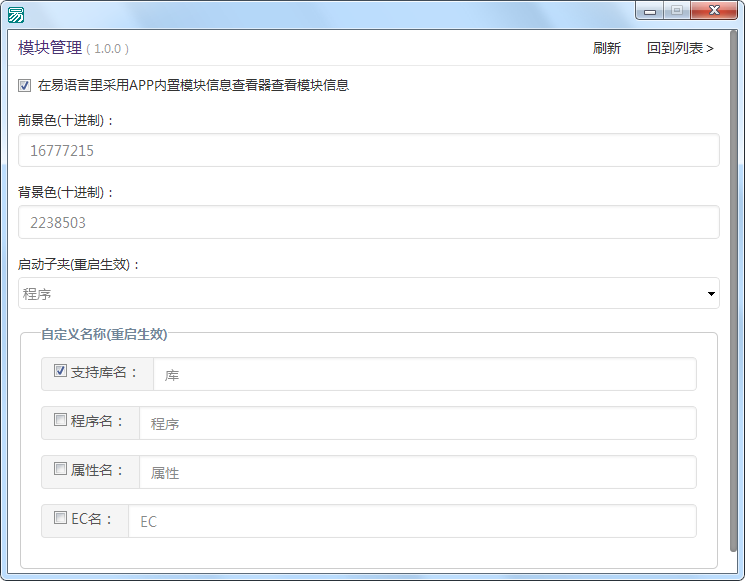 易
模块管理 ( 1.0.0 )
刷新
回到列表 >
在易语言里采用APP内置模块信息查看器查看模块信息
前景色(十进制)：
16777215
背景色(十进制)：
2238503
启动子夹(重启生效)：
程序
自定义名称(重启生效)
支持库名： 库
程序名： 程序
属性名： 属性
EC名： EC